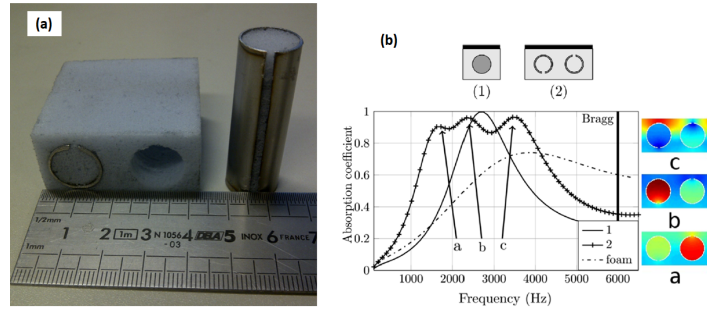 (a)
1/2mm
1mm
1 2 1m 3 N 1056 4 DELA 5 INOX 6 FRANCE 7
- 03
(b)
(1) (2)
Absorption coefficient
1
0.8
0.6
0.4
0.2
0
Bragg
a b c
1
2
foam
1000 2000 3000 4000 5000 6000
Frequency (Hz)
c
b
a